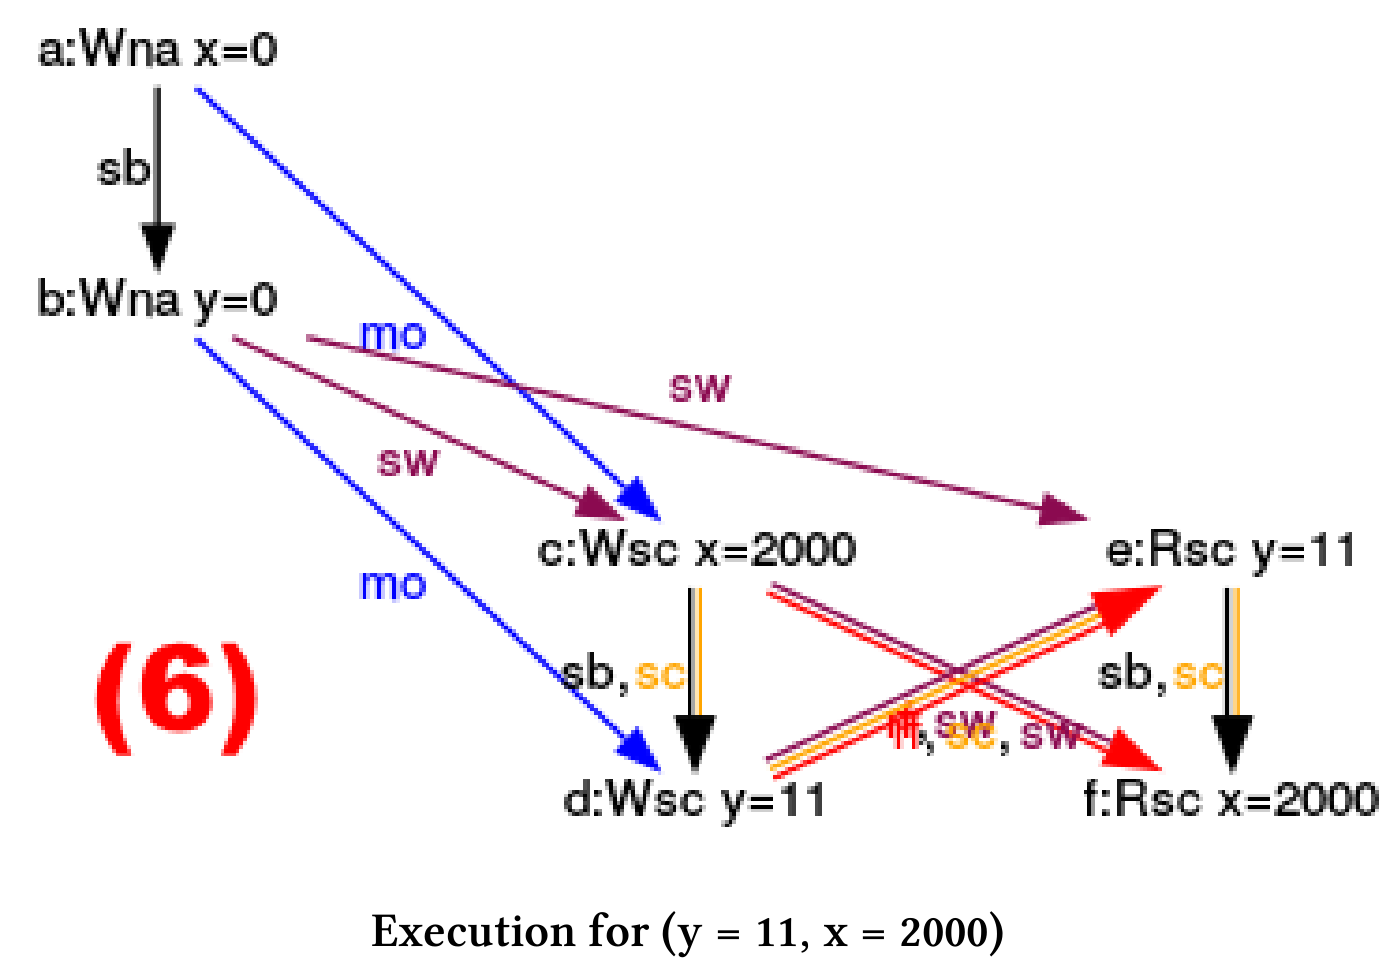 a:Wna x=0
sb
b:Wna y=0
mo
sw
sw
c:Wsc x=2000
e:Rsc y=11
mo
(6)
sb,sc
sb,sc
rf, sw
rf, sc, sw
d:Wsc y=11
f:Rsc x=2000
Execution for (y = 11, x = 2000)